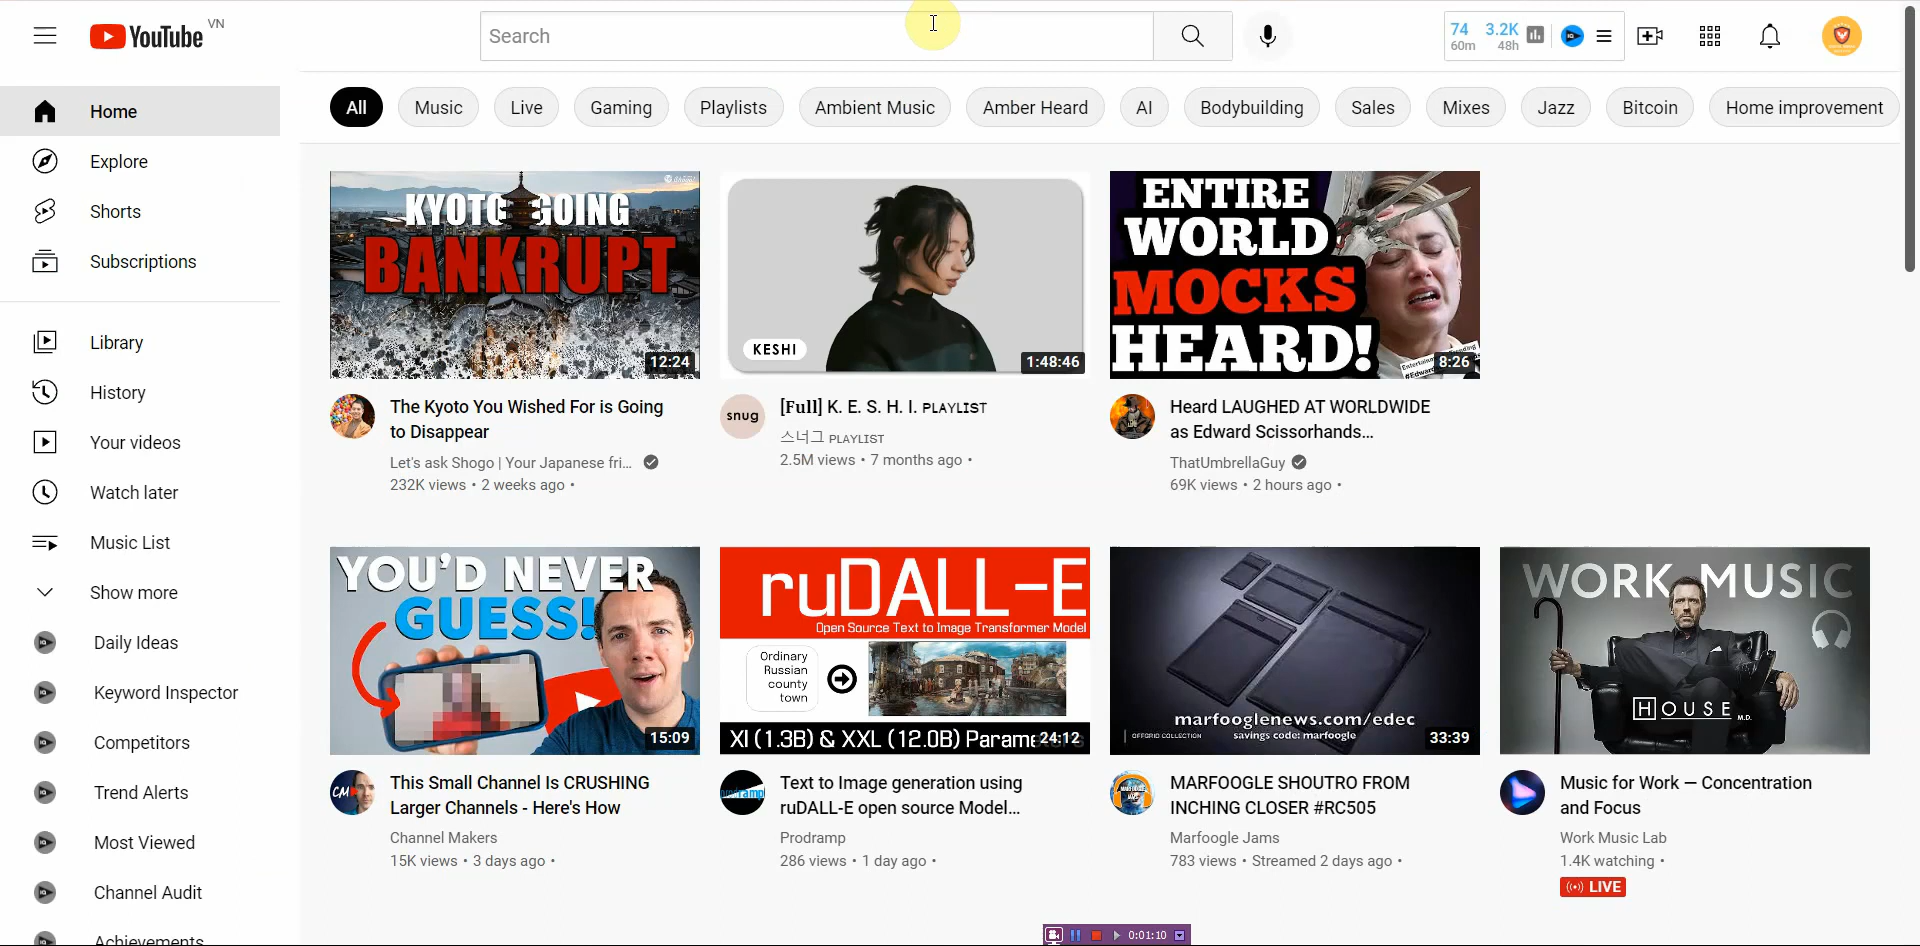 YouTube VN
Search
74 3.2K
60m 48h
Home
Explore
Shorts
Subscriptions
Library
History
Your videos
Watch later
Music List
Show more
Daily Ideas
Keyword Inspector
Competitors
Trend Alerts
Most Viewed
Channel Audit
Achievements
All Music Live Gaming Playlists Ambient Music Amber Heard AI Bodybuilding Sales Mixes Jazz Bitcoin Home improvement
KYOTO GOING
BANKRUPT
12:24
The Kyoto You Wished For is Going
to Disappear
Let's ask Shogo | Your Japanese fri...
232K views • 2 weeks ago •
KESHI
1:48:46
snug
[Full] K. E. S. H. I. PLAYLIST
스너그 PLAYLIST
2.5M views • 7 months ago •
ENTIRE
WORLD
MOCKS
HEARD!
8:26
Heard LAUGHED AT WORLDWIDE
as Edward Scissorhands...
ThatUmbrellaGuy
69K views • 2 hours ago •
YOU'D NEVER
GUESS!
15:09
CM
This Small Channel Is CRUSHING
Larger Channels - Here's How
Channel Makers
15K views • 3 days ago •
ruDALL-E
Open Source Text to Image Transformer Model
Ordinary
Russian
county
town
Xl (1.3B) & XXL (12.0B) Parame
24:12
Text to Image generation using
ruDALL-E open source Model...
Prodramp
286 views • 1 day ago •
marfooglenews.com/edec
OFFGRID COLLECTION
savings code: marfoogle
33:39
MARFOOGLE SHOUTRO FROM
INCHING CLOSER #RC505
Marfoogle Jams
783 views • Streamed 2 days ago •
WORK MUSIC
HOUSE M.D.
Music for Work — Concentration
and Focus
Work Music Lab
1.4K watching •
LIVE
0:01:10